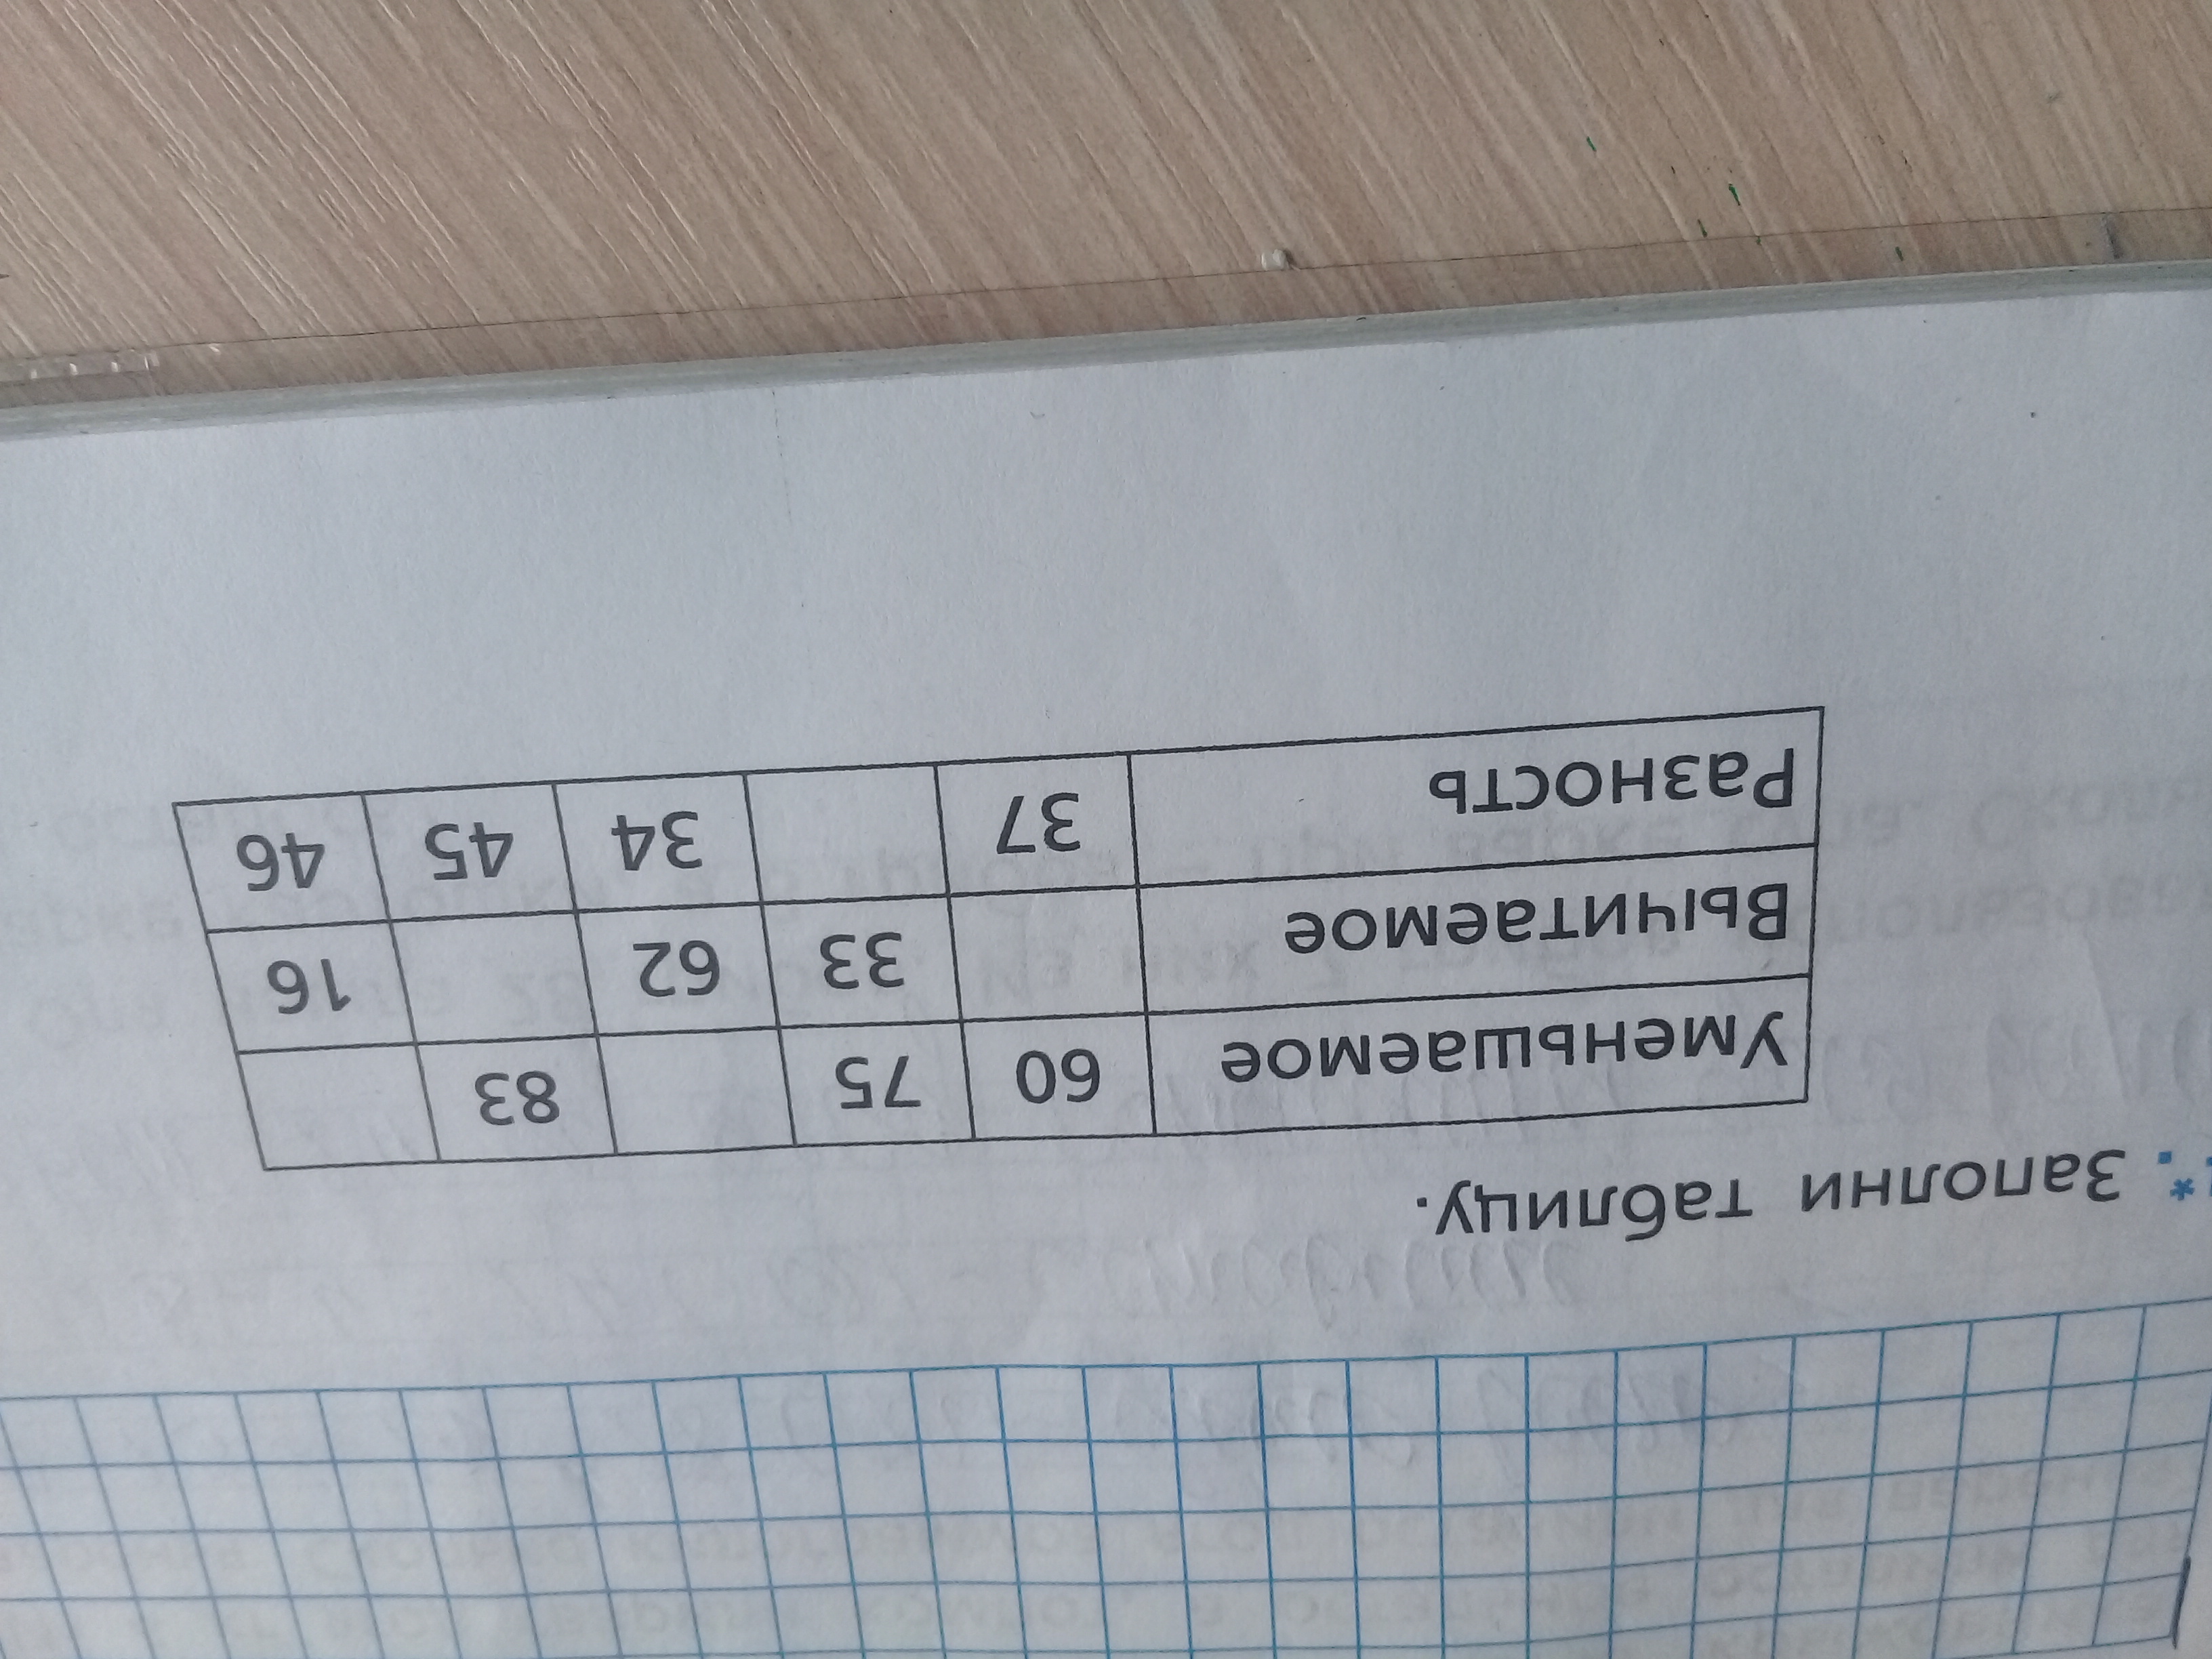 * Заполни таблицу.
Уменьшаемое 60 75 83
Вычитаемое 33 62 16
Разность 37 34 45 46